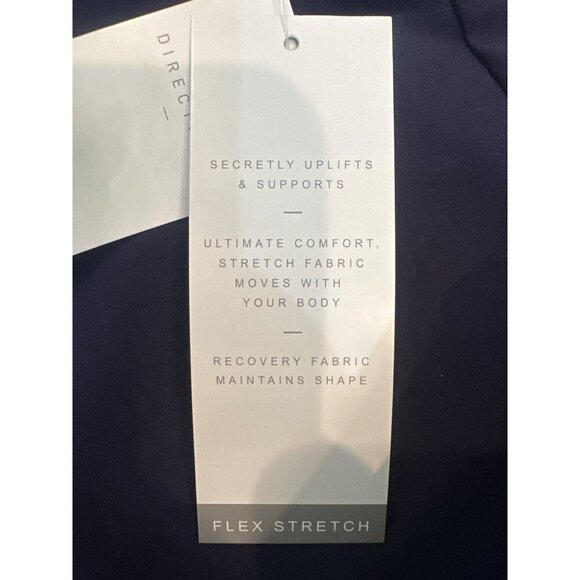 SECRETLY UPLIFTS
& SUPPORTS
ULTIMATE COMFORT,
STRETCH FABRIC
MOVES WITH
YOUR BODY
RECOVERY FABRIC
MAINTAINS SHAPE
FLEX STRETCH